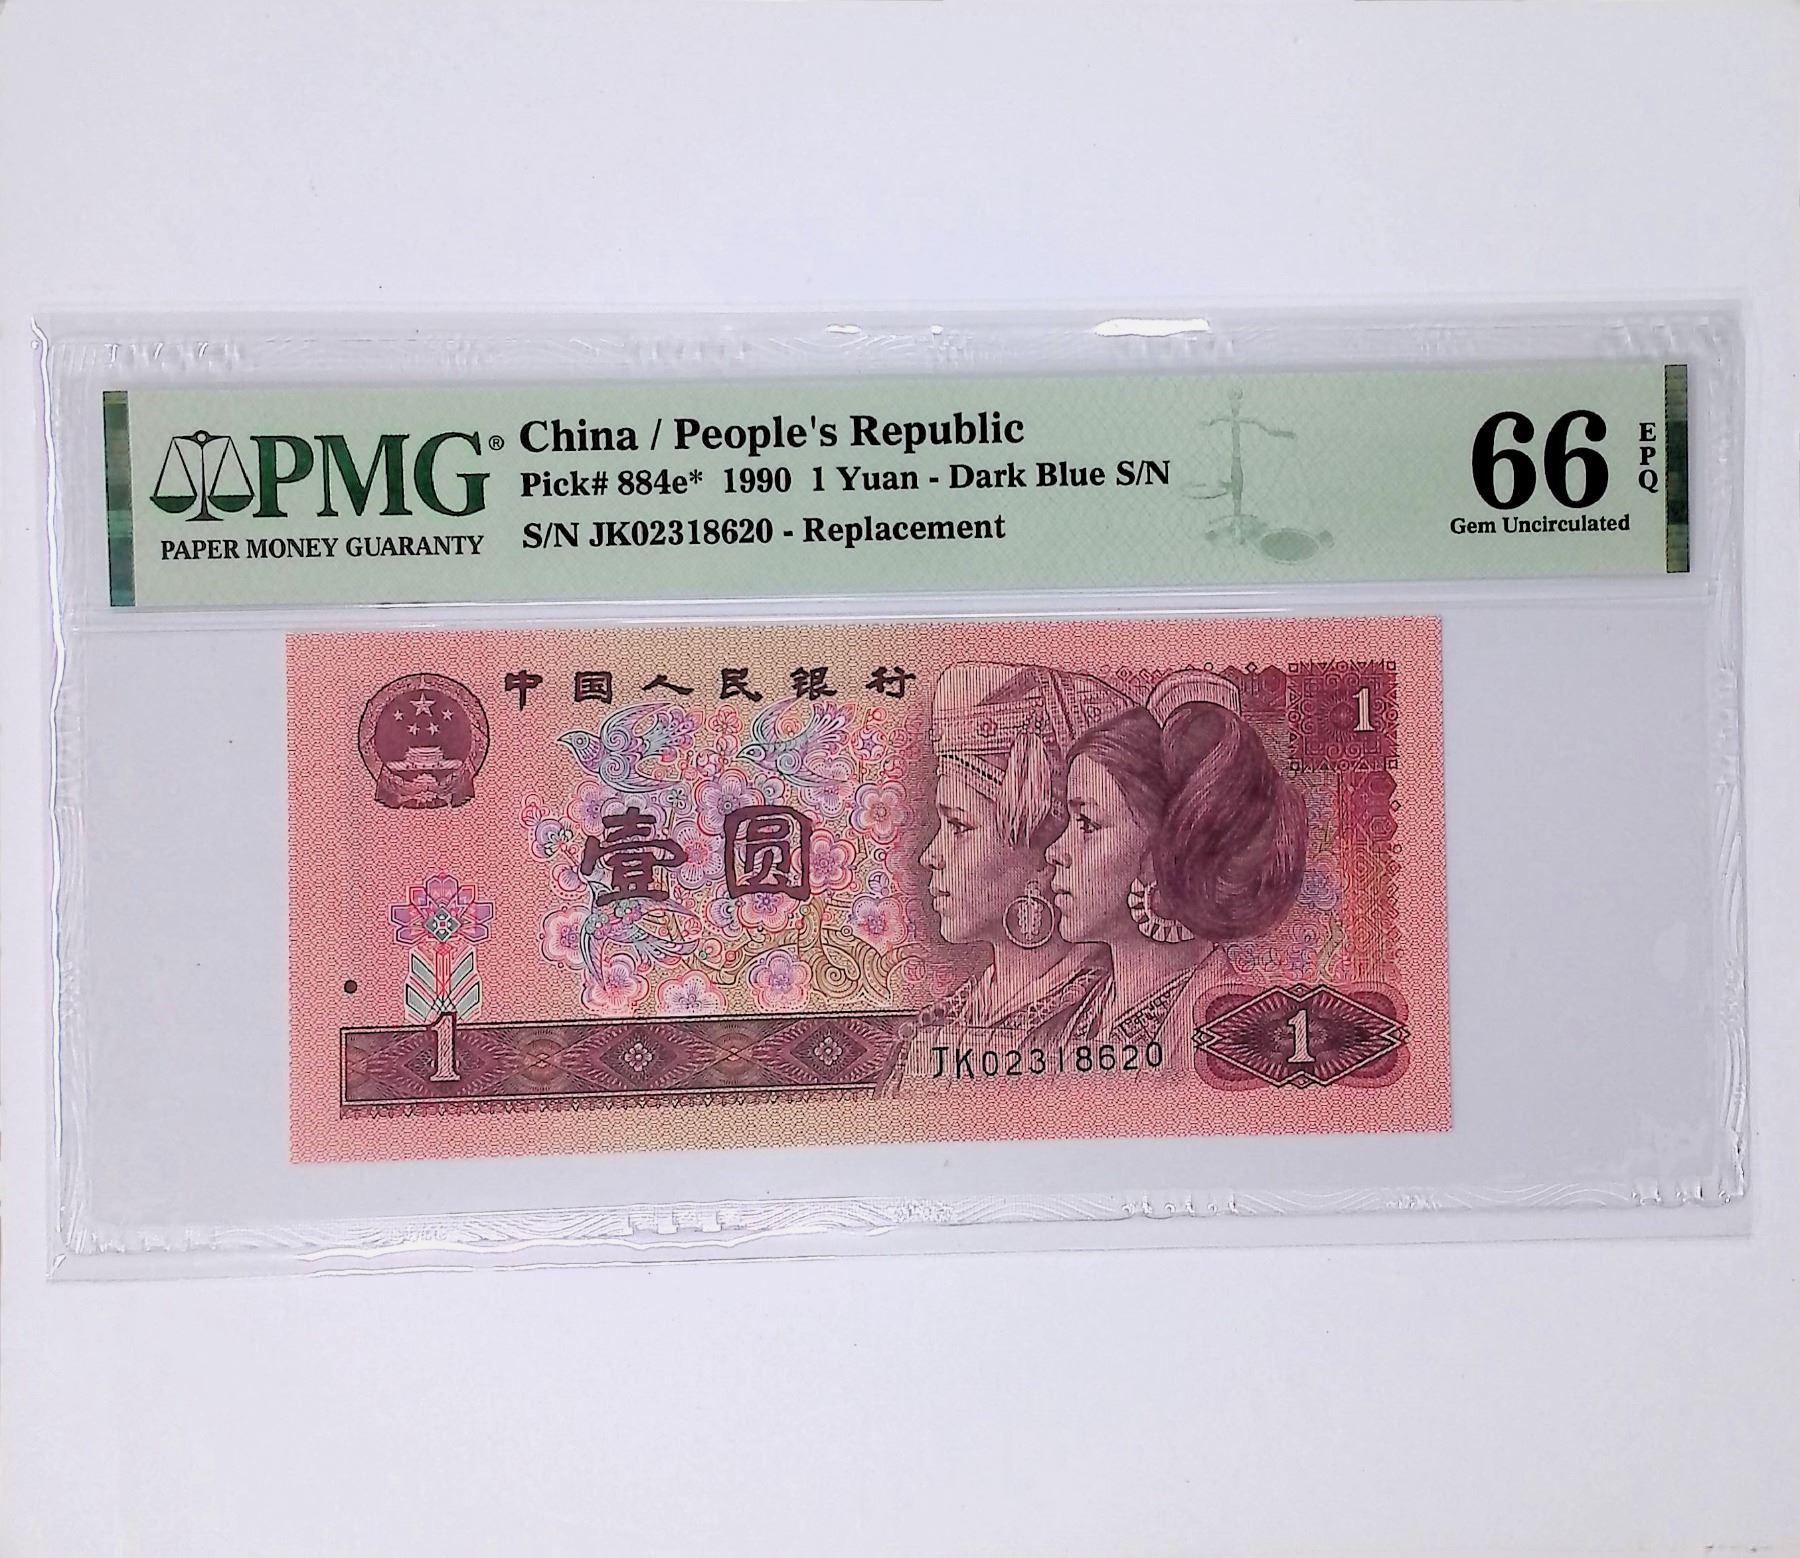 PMG®
PAPER MONEY GUARANTY
China / People's Republic
Pick# 884e* 1990 1 Yuan - Dark Blue S/N
S/N JK02318620 - Replacement
66
EPQ
Gem Uncirculated
中国人民银行
1
壹圆
1
JK02318620
1